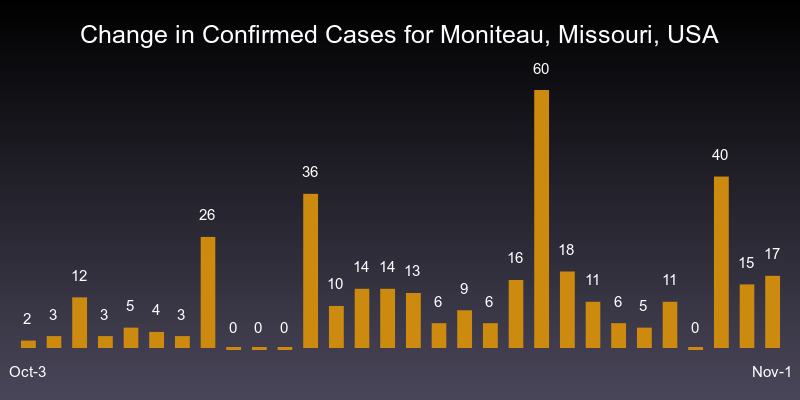 Change in Confirmed Cases for Moniteau, Missouri, USA
2 3 12 3 5 4 3 26 0 0 0 36 10 14 14 13 6 9 6 16 60 18 11 6 5 11 0 40 15 17
Oct-3 Nov-1